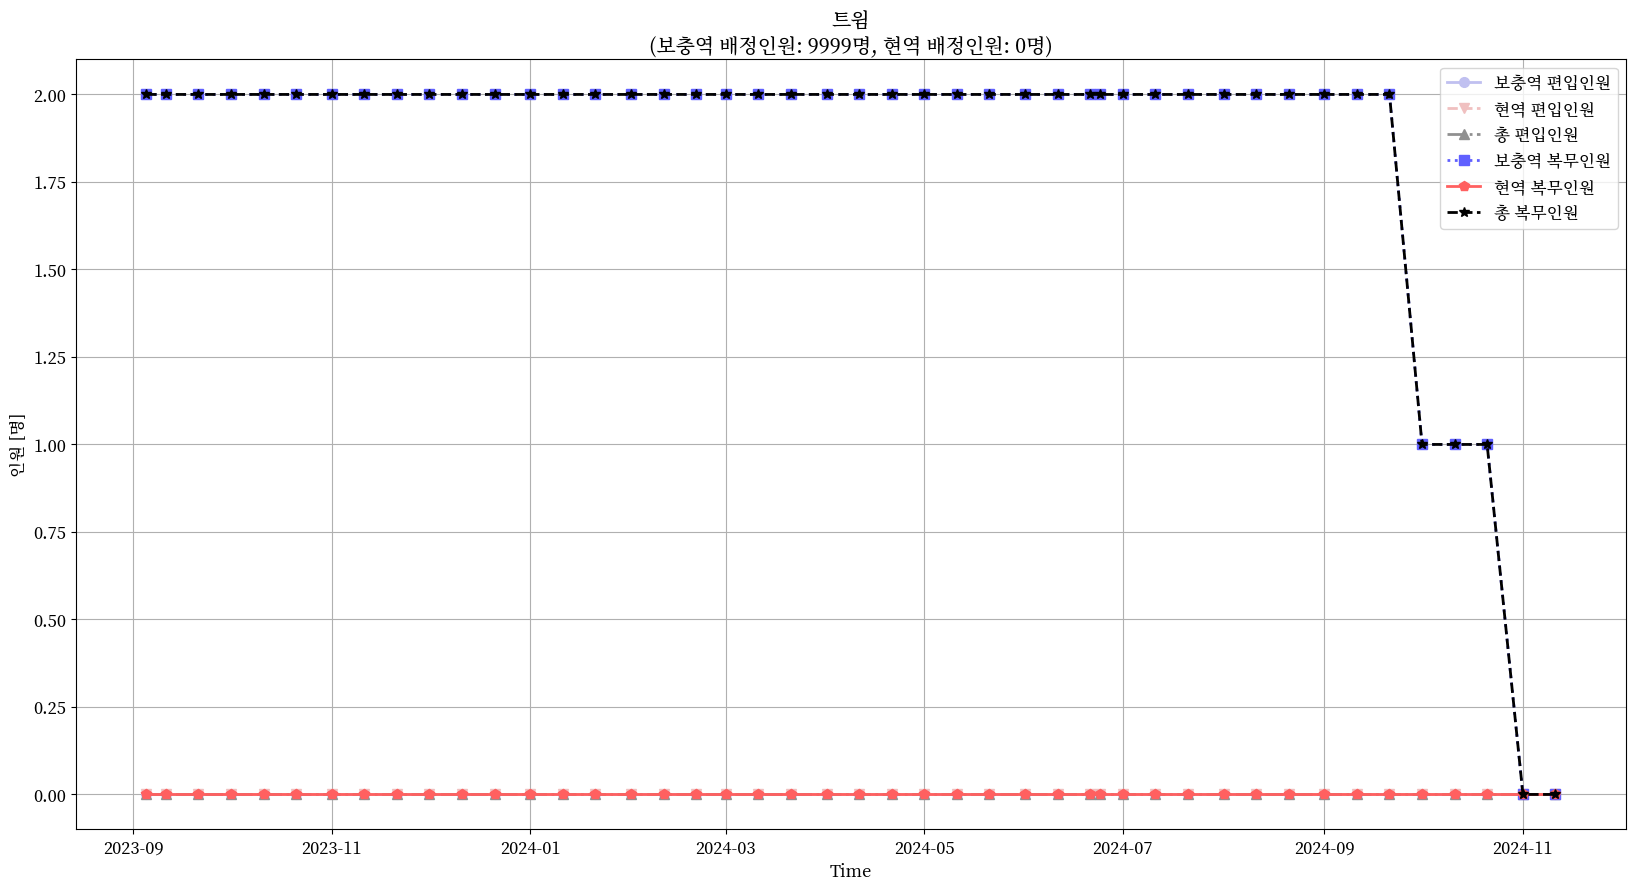 트윔
(보충역 배정인원: 9999명, 현역 배정인원: 0명)
2.00
1.75
1.50
1.25
1.00
0.75
0.50
0.25
0.00
인원 [명]
보충역 편입인원
현역 편입인원
총 편입인원
보충역 복무인원
현역 복무인원
총 복무인원
2023-09
2023-11
2024-01
2024-03
2024-05
2024-07
2024-09
2024-11
Time